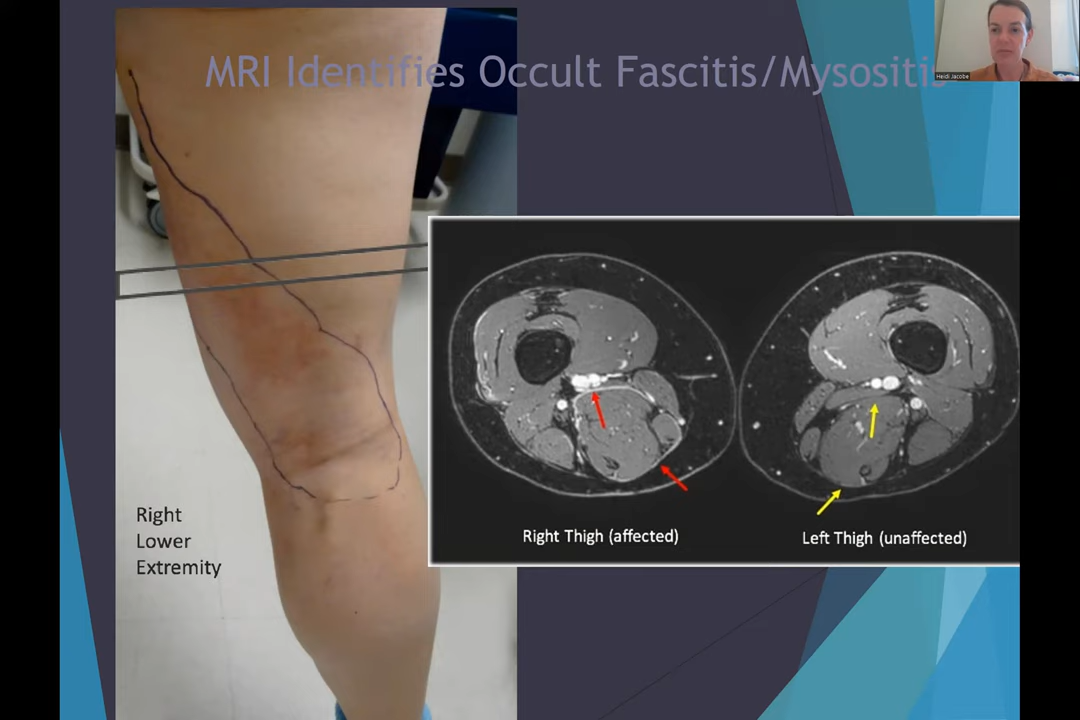 MRI Identifies Occult Fascitis/Mysositis
Heidi Jacobe
Right
Lower
Extremity
Right Thigh (affected)
Left Thigh (unaffected)